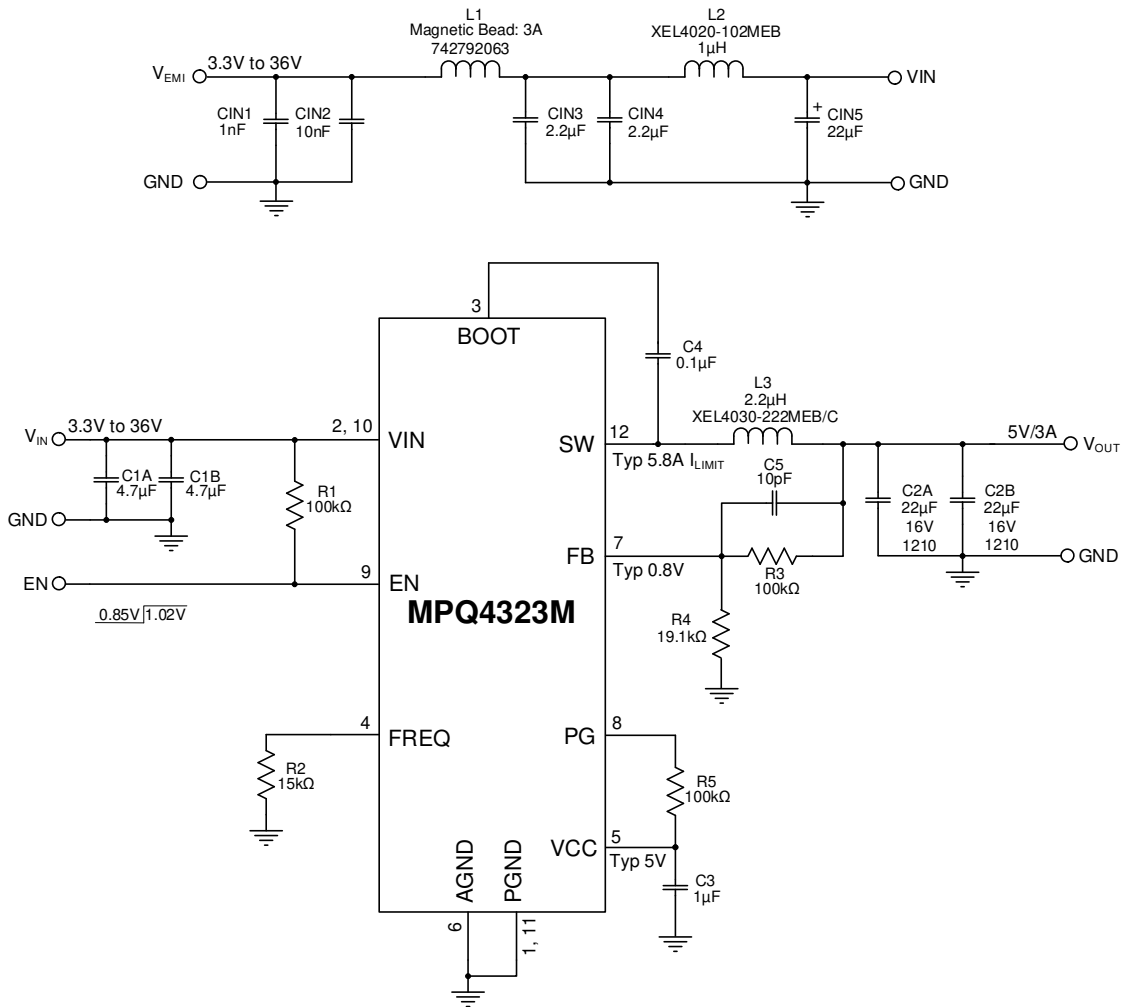 L1
Magnetic Bead: 3A
742792063
L2
XEL4020-102MEB
1µH
VEMI
3.3V to 36V
VIN
CIN1
1nF
CIN2
10nF
CIN3
2.2µF
CIN4
2.2µF
+
CIN5
22µF
GND
GND
3
BOOT
C4
0.1µF
L3
2.2µH
XEL4030-222MEB/C
VIN
3.3V to 36V
2, 10
VIN
SW
12
Typ 5.8A ILIMIT
5V/3A
VOUT
C1A
4.7µF
C1B
4.7µF
R1
100kΩ
C5
10pF
C2A
22µF
16V
1210
C2B
22µF
16V
1210
GND
GND
FB
7
Typ 0.8V
R3
100kΩ
EN
9
EN
0.85V
1.02V
MPQ4323M
R4
19.1kΩ
4
FREQ
R2
15kΩ
PG
8
R5
100kΩ
VCC
5
Typ 5V
C3
1µF
AGND
PGND
6
1, 11